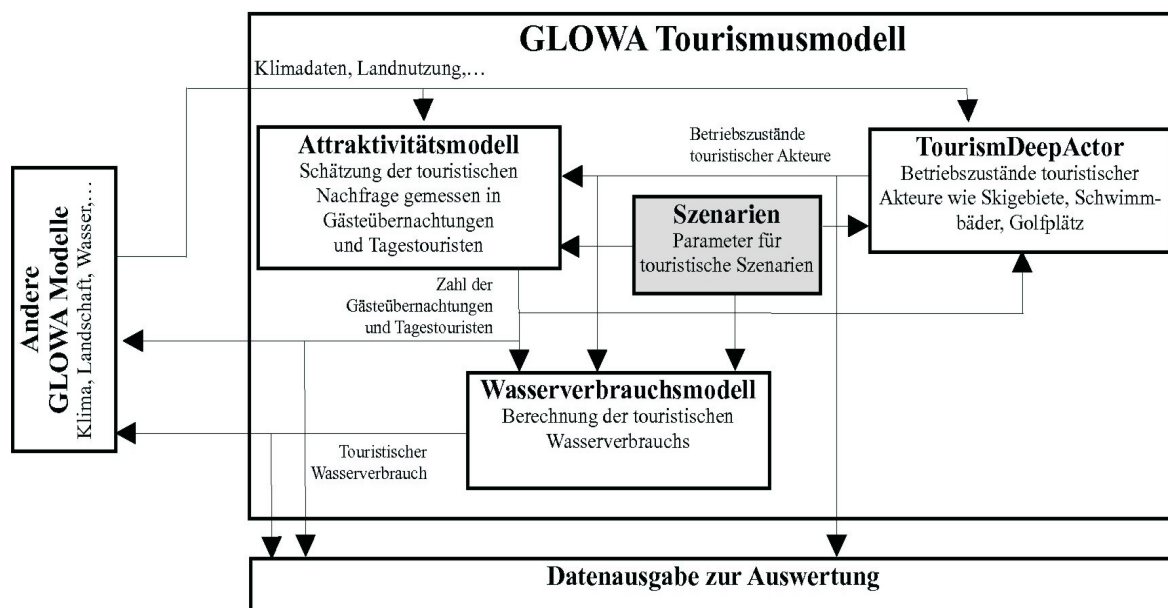 GLOWA Tourismusmodell
Klimadaten, Landnutzung,…
Attraktivitätsmodell
Schätzung der touristischen
Nachfrage gemessen in
Gästeübernachtungen
und Tagestouristen
Betriebszustände
touristischer Akteure
TourismDeepActor
Betriebszustände touristischer
Akteure wie Skigebiete, Schwimm-
bäder, Golfplätz
Szenarien
Parameter für
touristische Szenarien
Andere
GLOWA Modelle
Klima, Landschaft, Wasser,…
Zahl der
Gästeübernachtungen
und Tagestouristen
Wasserverbrauchsmodell
Berechnung der touristischen
Wasserverbrauchs
Touristischer
Wasserverbrauch
Datenausgabe zur Auswertung